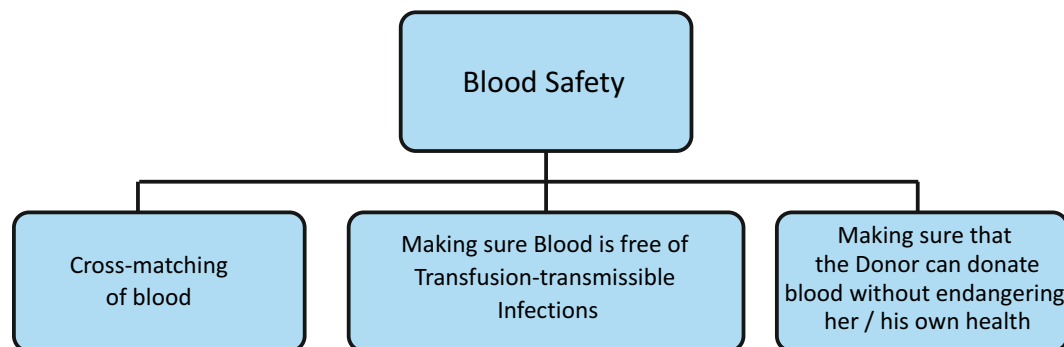 Blood Safety
Cross-matching
of blood
Making sure Blood is free of
Transfusion-transmissible
Infections
Making sure that
the Donor can donate
blood without endangering
her / his own health